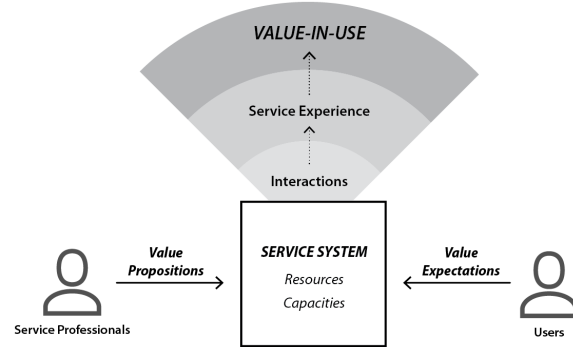 VALUE-IN-USE
Service Experience
Interactions
Value
Propositions
SERVICE SYSTEM
Resources
Capacities
Value
Expectations
Service Professionals
Users